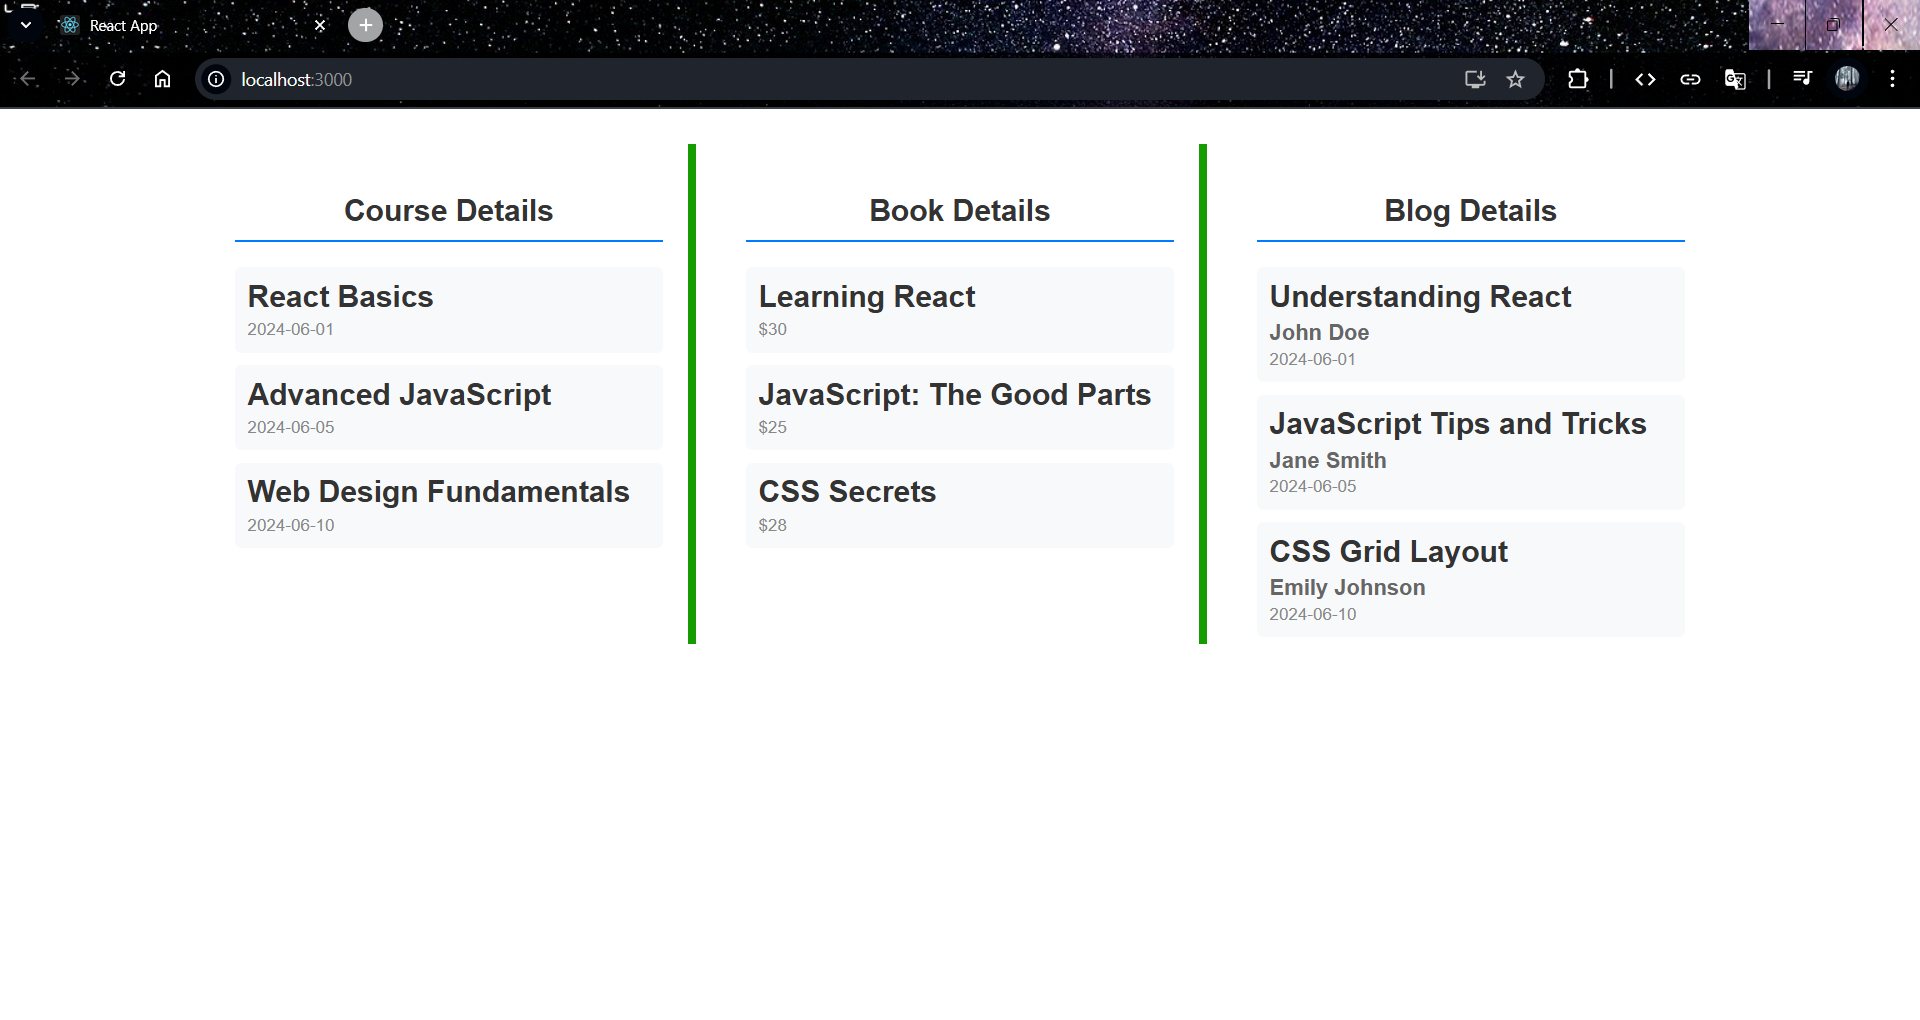 React App
localhost:3000
Course Details
React Basics
2024-06-01
Advanced JavaScript
2024-06-05
Web Design Fundamentals
2024-06-10
Book Details
Learning React
$30
JavaScript: The Good Parts
$25
CSS Secrets
$28
Blog Details
Understanding React
John Doe
2024-06-01
JavaScript Tips and Tricks
Jane Smith
2024-06-05
CSS Grid Layout
Emily Johnson
2024-06-10